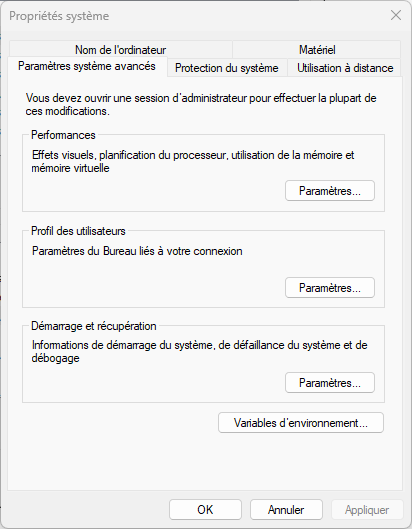 Propriétés système
Nom de l'ordinateur
Matériel
Paramètres système avancés
Protection du système
Utilisation à distance
Vous devez ouvrir une session d'administrateur pour effectuer la plupart de
ces modifications.
Performances
Effets visuels, planification du processeur, utilisation de la mémoire et
mémoire virtuelle
Paramètres...
Profil des utilisateurs
Paramètres du Bureau liés à votre connexion
Paramètres...
Démarrage et récupération
Informations de démarrage du système, de défaillance du système et de
débogage
Paramètres...
Variables d'environnement...
OK
Annuler
Appliquer